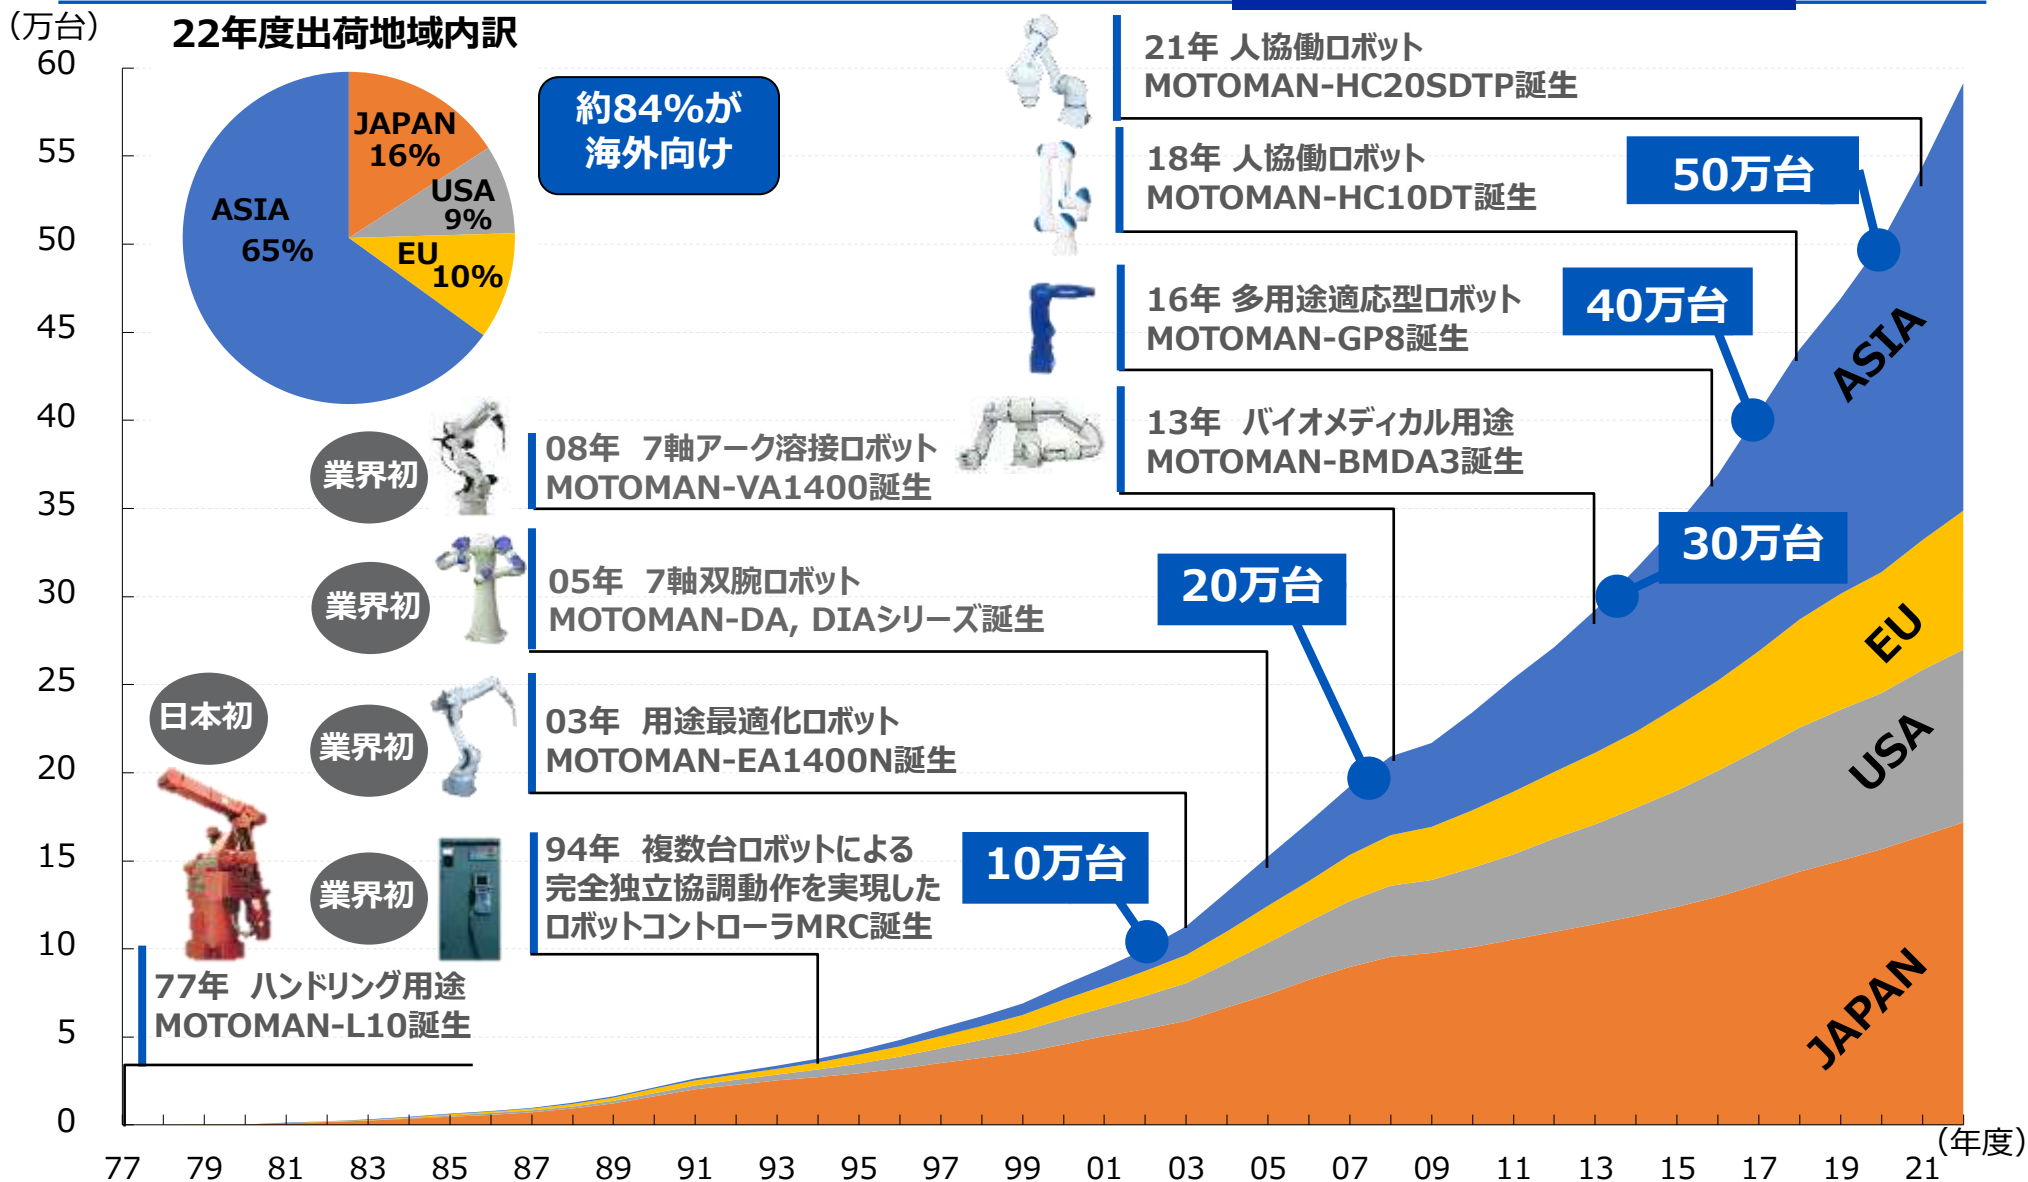 （万台）
22年度出荷地域内訳
60
55
50
45
40
35
30
25
20
15
10
5
0
JAPAN
16%
USA
9%
EU
10%
ASIA
65%
約84%が
海外向け
21年 人協働ロボット
MOTOMAN-HC20SDTP誕生
18年 人協働ロボット
MOTOMAN-HC10DT誕生
16年 多用途適応型ロボット
MOTOMAN-GP8誕生
13年 バイオメディカル用途
MOTOMAN-BMDA3誕生
業界初
08年 7軸アーク溶接ロボット
MOTOMAN-VA1400誕生
業界初
05年 7軸双腕ロボット
MOTOMAN-DA, DIAシリーズ誕生
業界初
03年 用途最適化ロボット
MOTOMAN-EA1400N誕生
業界初
94年 複数台ロボットによる
完全独立協調動作を実現した
ロボットコントローラMRC誕生
日本初
77年 ハンドリング用途
MOTOMAN-L10誕生
10万台
20万台
30万台
40万台
50万台
ASIA
EU
USA
JAPAN
77 79 81 83 85 87 89 91 93 95 97 99 01 03 05 07 09 11 13 15 17 19 21
（年度）